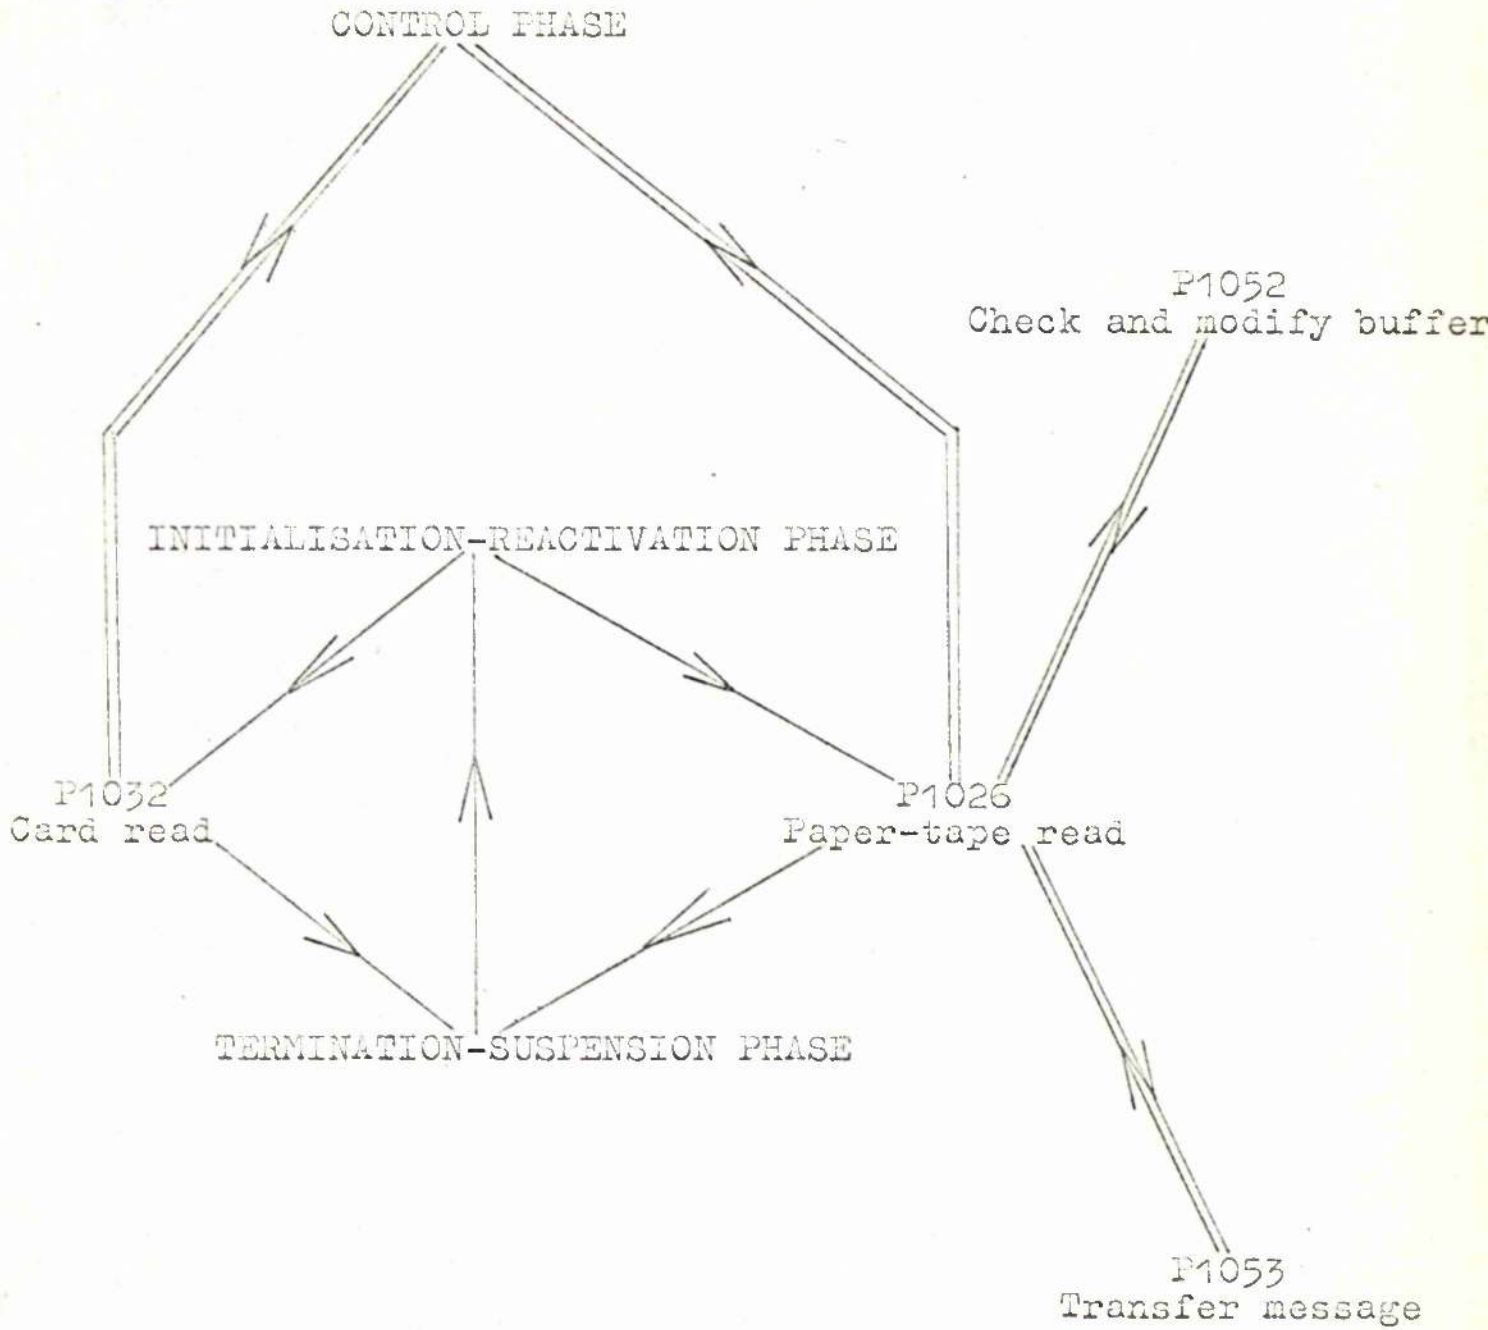 CONTROL PHASE
P1052
Check and modify buffer
INITIALISATION-REACTIVATION PHASE
P1032
Card read
P1026
Paper-tape read
TERMINATION-SUSPENSION PHASE
P1053
Transfer message